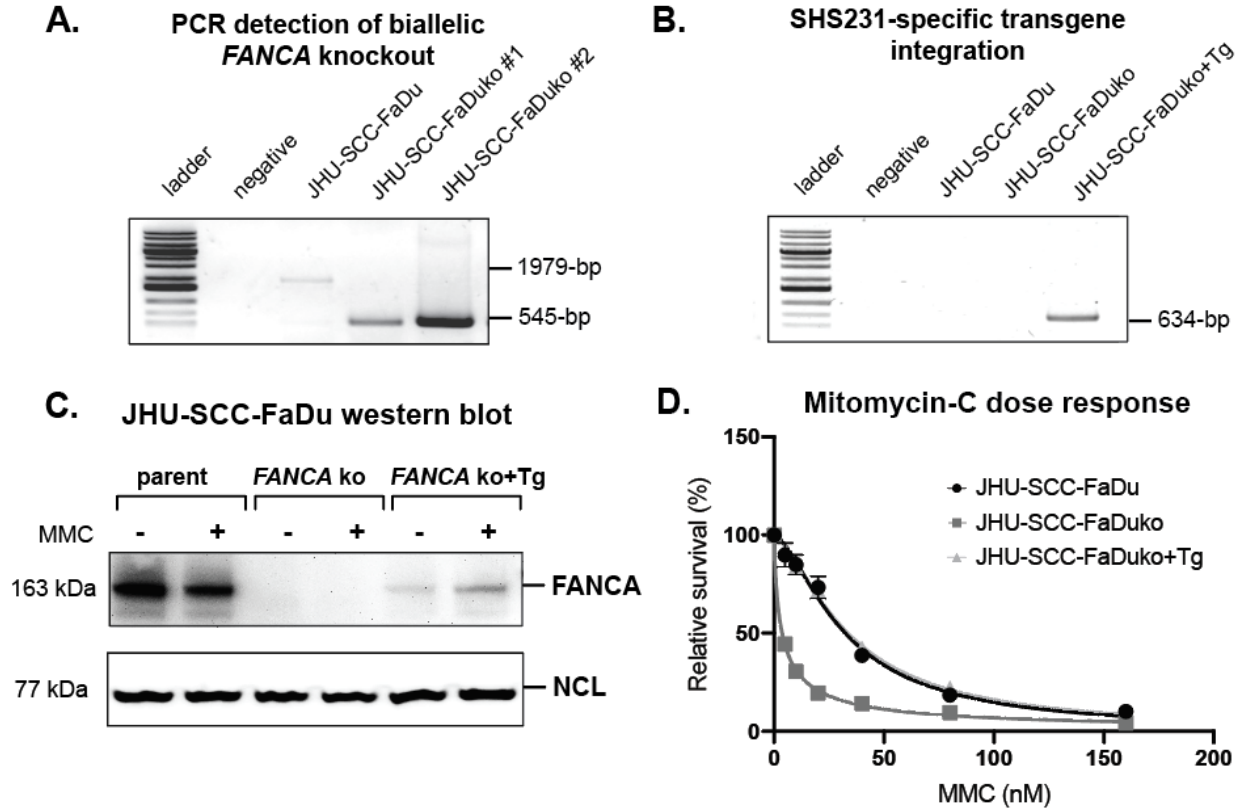 A.
PCR detection of biallelic
FANCA knockout
ladder
negative
JHU-SCC-FaDu
JHU-SCC-FaDuko #1
JHU-SCC-FaDuko #2
1979-bp
545-bp
B.
SHS231-specific transgene
integration
ladder
negative
JHU-SCC-FaDu
JHU-SCC-FaDuko
JHU-SCC-FaDuko+Tg
634-bp
C.
JHU-SCC-FaDu western blot
parent FANCA ko FANCA ko+Tg
MMC - + - + - +
163 kDa FANCA
77 kDa NCL
D.
Mitomycin-C dose response
JHU-SCC-FaDu
JHU-SCC-FaDuko
JHU-SCC-FaDuko+Tg
Relative survival (%)
150
100
50
0
0 50 100 150 200
MMC (nM)